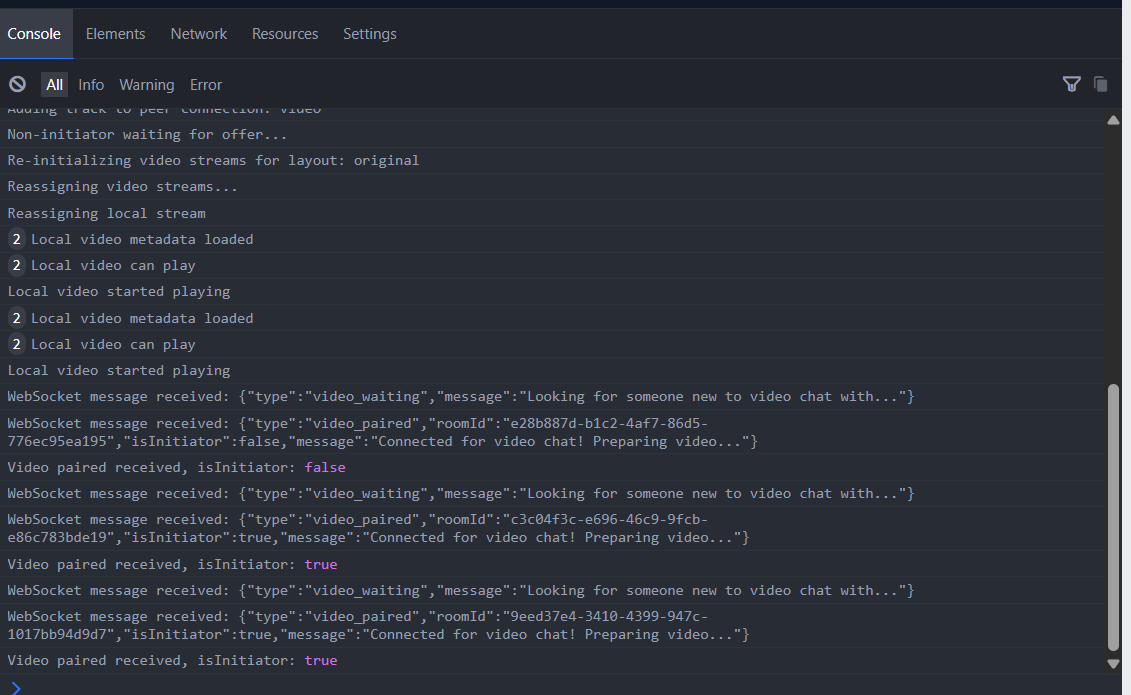 Console Elements Network Resources Settings
All Info Warning Error
Adding track to peer connection: video
Non-initiator waiting for offer...
Re-initializing video streams for layout: original
Reassigning video streams...
Reassigning local stream
2 Local video metadata loaded
2 Local video can play
Local video started playing
2 Local video metadata loaded
2 Local video can play
Local video started playing
WebSocket message received: {"type":"video_waiting","message":"Looking for someone new to video chat with..."}
WebSocket message received: {"type":"video_paired","roomId":"e28b887d-b1c2-4af7-86d5-
776ec95ea195","isInitiator":false,"message":"Connected for video chat! Preparing video..."}
Video paired received, isInitiator: false
WebSocket message received: {"type":"video_waiting","message":"Looking for someone new to video chat with..."}
WebSocket message received: {"type":"video_paired","roomId":"c3c04f3c-e696-46c9-9fcb-
e86c783bde19","isInitiator":true,"message":"Connected for video chat! Preparing video..."}
Video paired received, isInitiator: true
WebSocket message received: {"type":"video_waiting","message":"Looking for someone new to video chat with..."}
WebSocket message received: {"type":"video_paired","roomId":"9eed37e4-3410-4399-947c-
1017bb94d9d7","isInitiator":true,"message":"Connected for video chat! Preparing video..."}
Video paired received, isInitiator: true